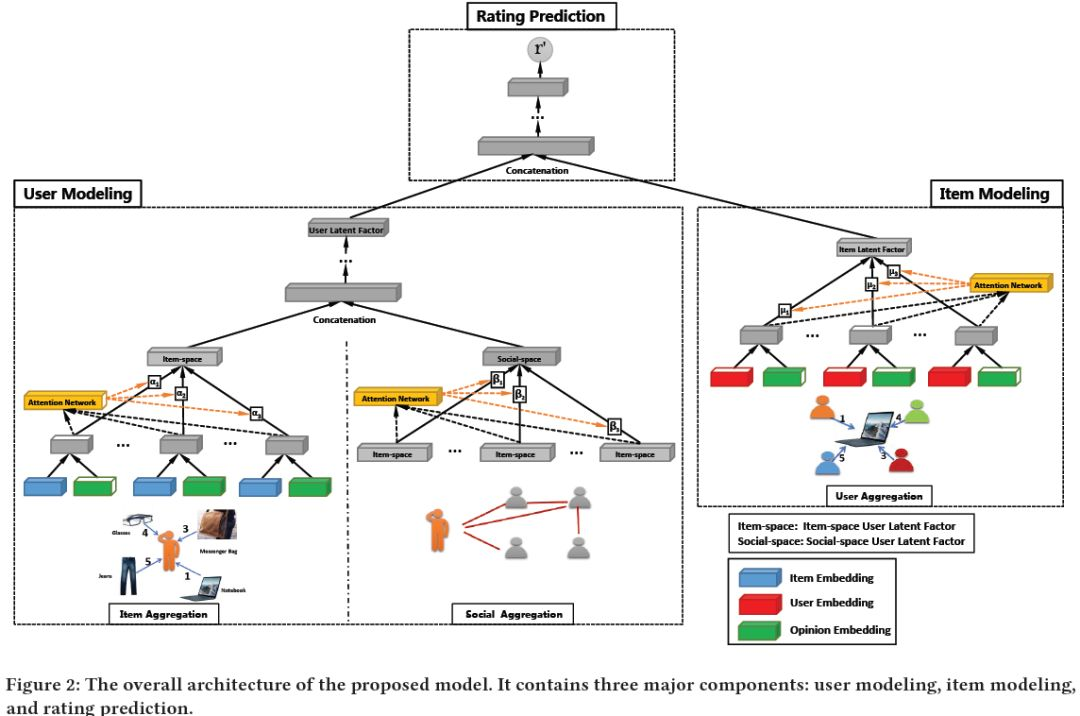 Rating Prediction
r'
...
Concatenation
User Modeling
User Latent Factor
...
Concatenation
Item-space
Attention Network
α1
α2
α3
...
...
Glasses
4
3
Messenger Bag
Jeans
5
1
Notebook
Item Aggregation
Social-space
Attention Network
β1
β2
β3
Item-space
...
Item-space
...
Item-space
Social Aggregation
Item Modeling
Item Latent Factor
μ1
μ2
μ3
Attention Network
...
...
1
4
5
3
User Aggregation
Item-space: Item-space User Latent Factor
Social-space: Social-space User Latent Factor
Item Embedding
User Embedding
Opinion Embedding
Figure 2: The overall architecture of the proposed model. It contains three major components: user modeling, item modeling,
and rating prediction.